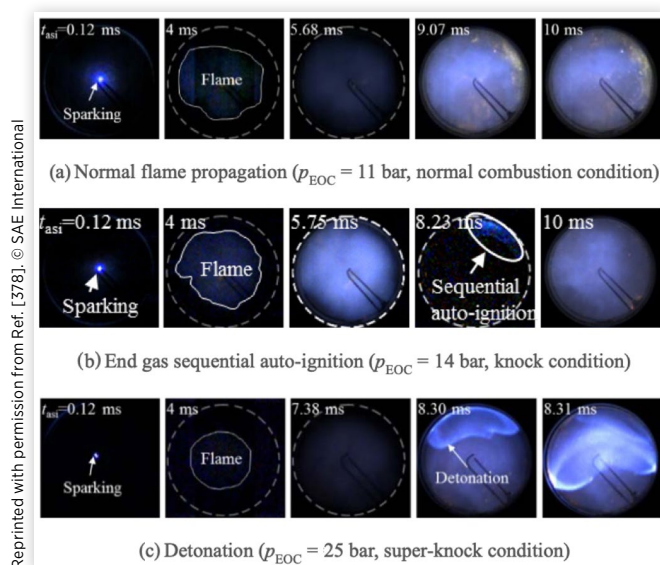 Reprinted with permission from Ref. [378]. © SAE International
t_asi=0.12 ms
4 ms
5.68 ms
9.07 ms
10 ms
Flame
Sparking
(a) Normal flame propagation (p_EOC = 11 bar, normal combustion condition)
t_asi=0.12 ms
4 ms
5.75 ms
8.23 ms
10 ms
Flame
Sparking
Sequential
auto-ignition
(b) End gas sequential auto-ignition (p_EOC = 14 bar, knock condition)
t_asi=0.12 ms
4 ms
7.38 ms
8.30 ms
8.31 ms
Flame
Sparking
Detonation
(c) Detonation (p_EOC = 25 bar, super-knock condition)